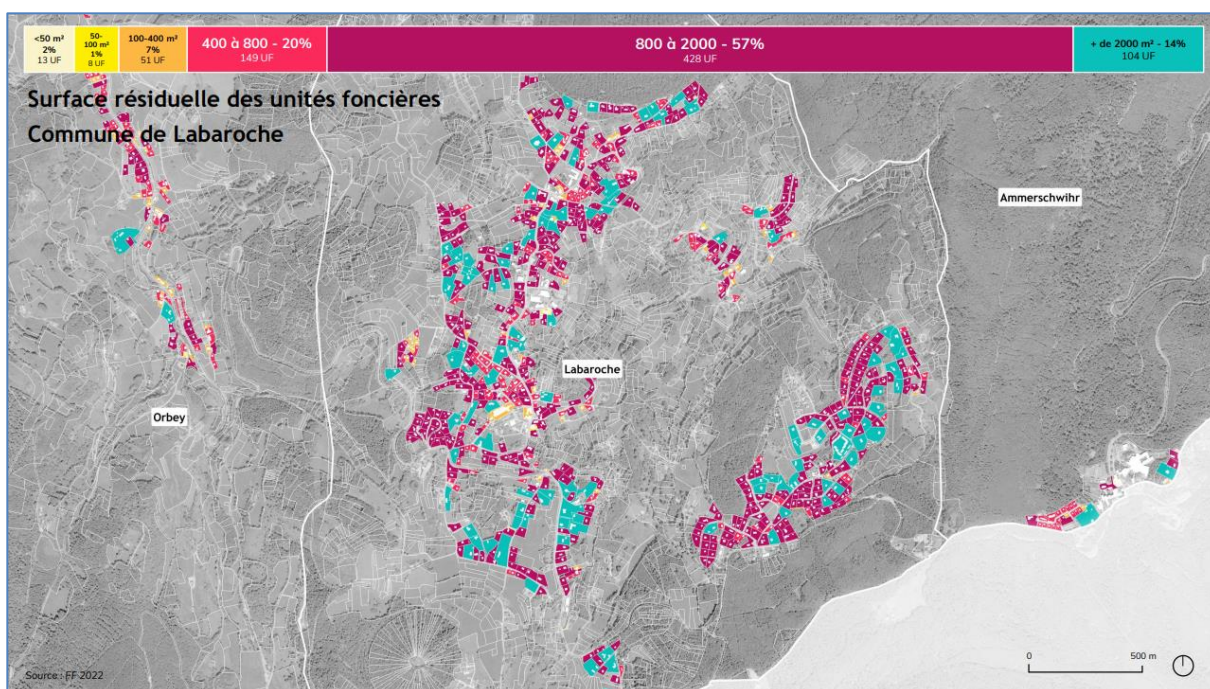 <50 m²
2%
13 UF
50-
100 m²
1%
8 UF
100-400 m²
7%
51 UF
400 à 800 - 20%
149 UF
800 à 2000 - 57%
428 UF
+ de 2000 m² - 14%
104 UF
Surface résiduelle des unités foncières
Commune de Labaroche
Ammerschwihr
Labaroche
Orbey
0 500 m
Source : FF 2022